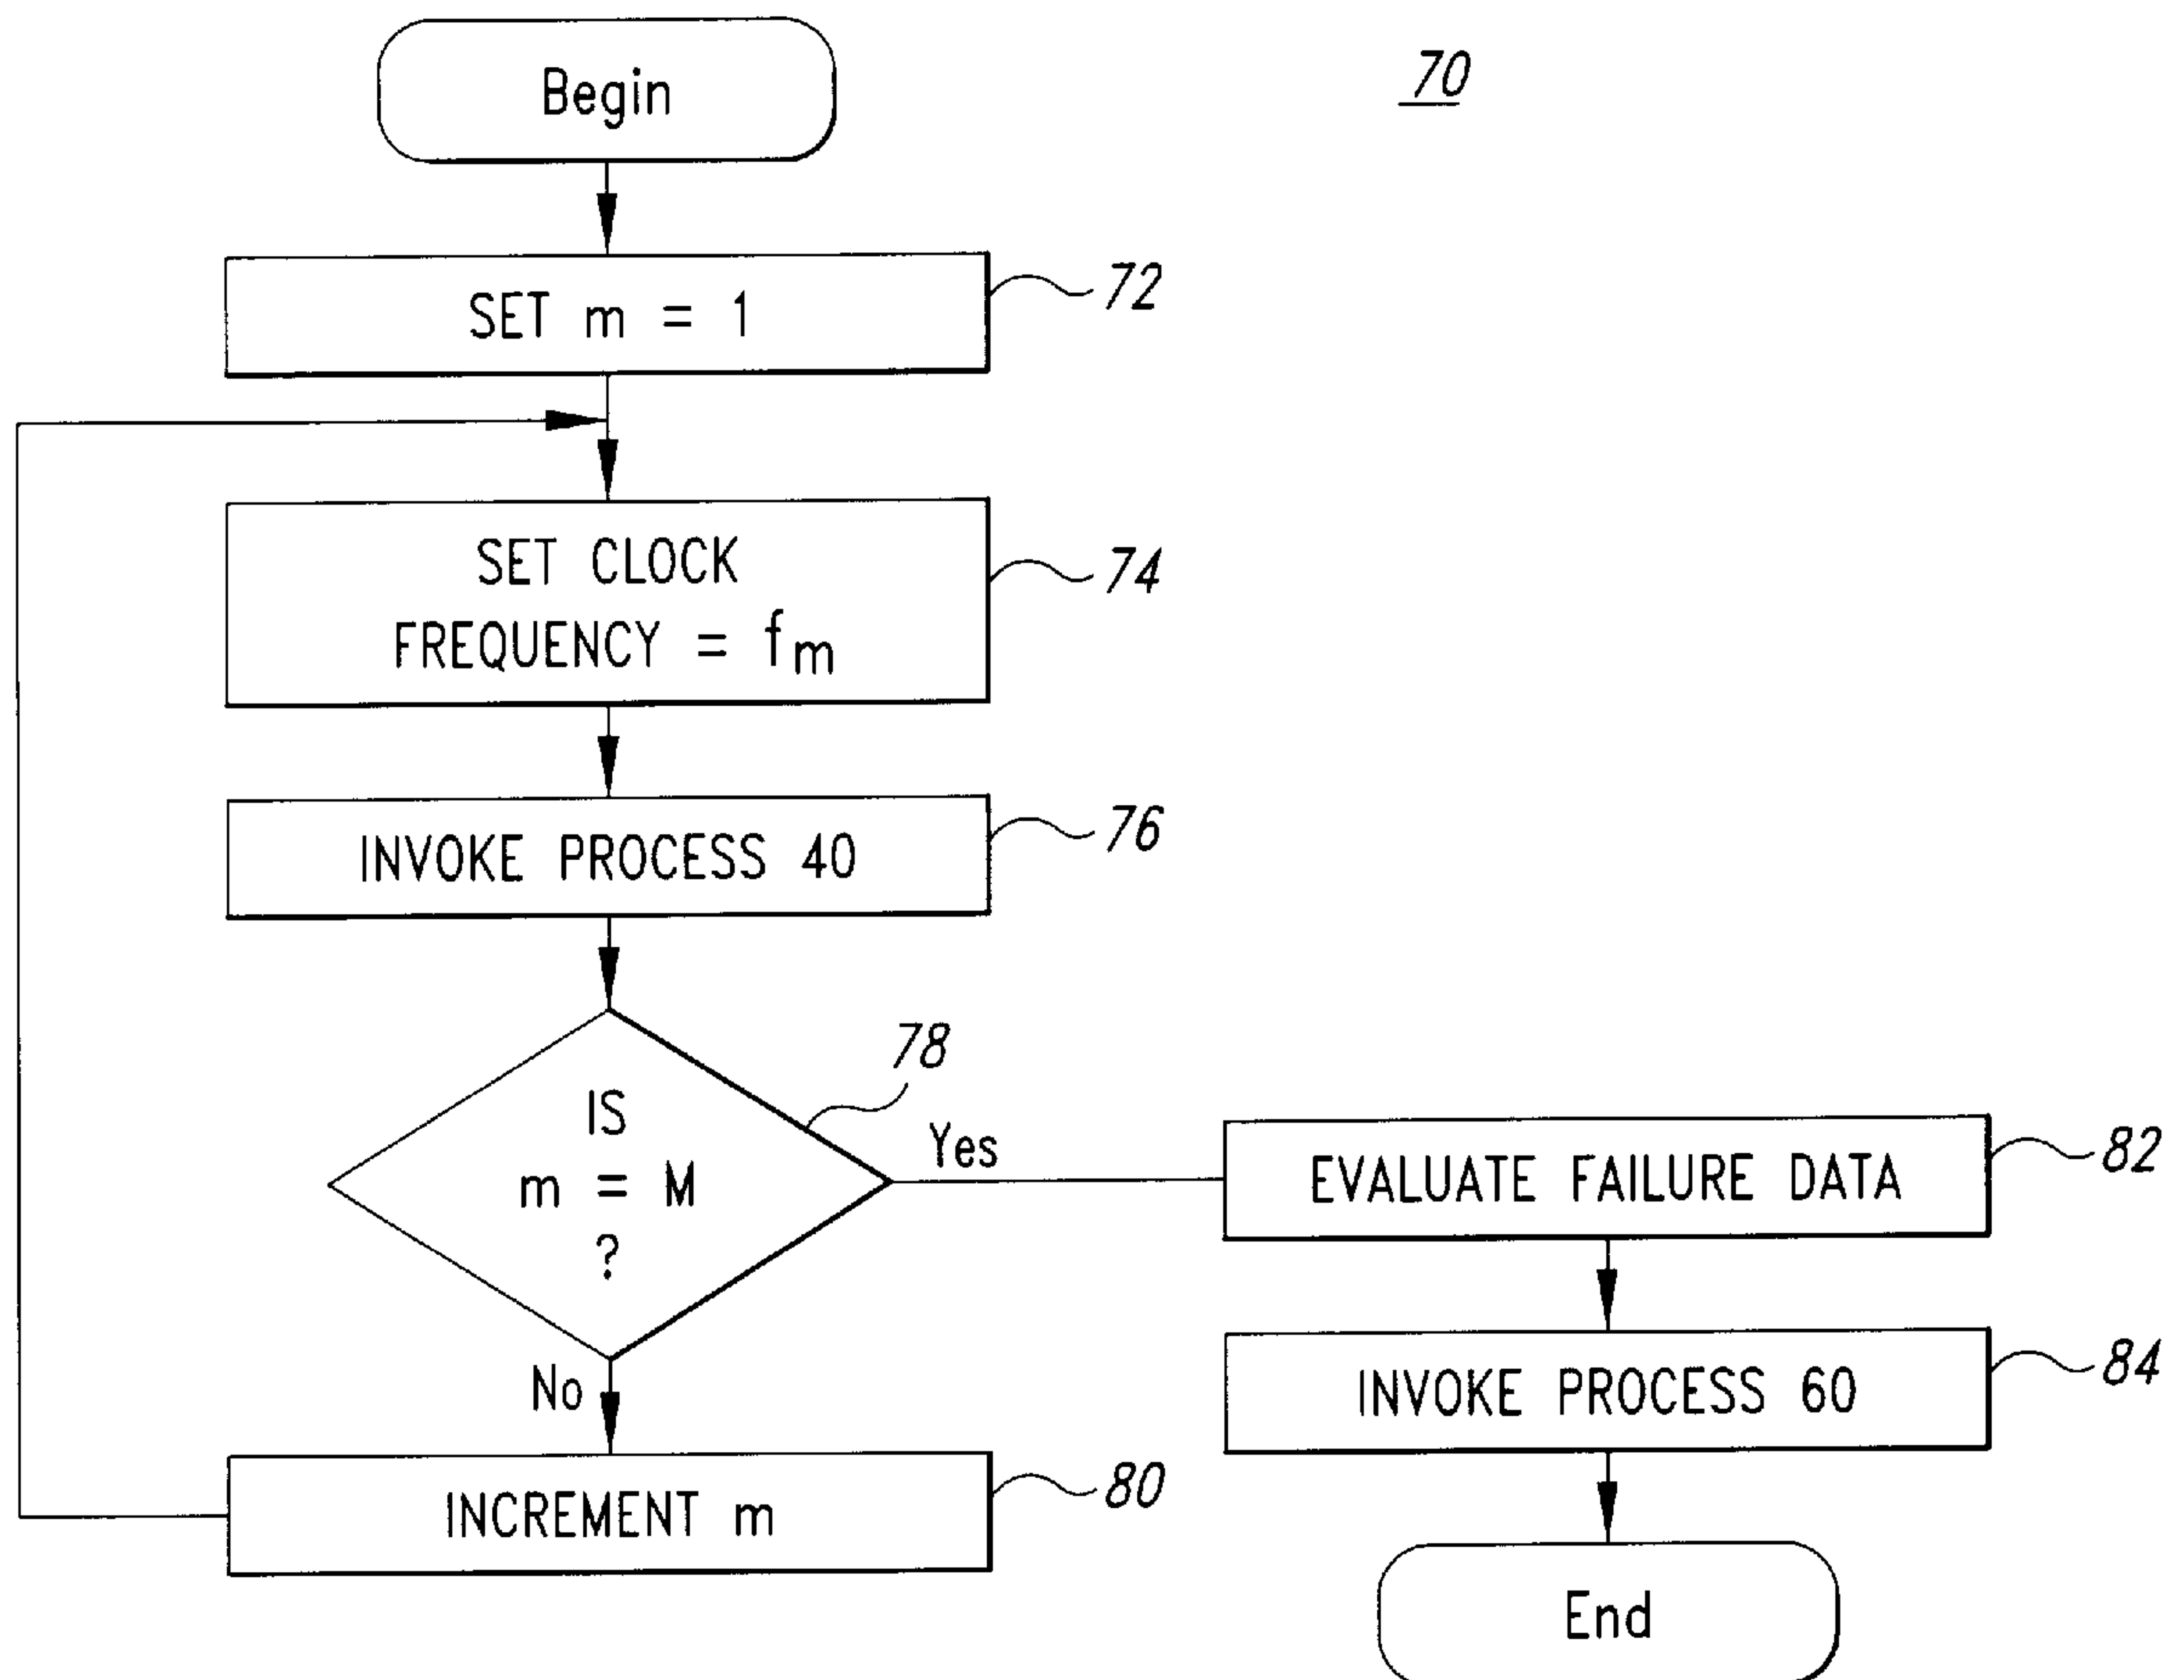 Begin
70
SET m = 1
72
SET CLOCK
FREQUENCY = fm
74
INVOKE PROCESS 40
76
IS
m = M
?
78
Yes
No
INCREMENT m
80
EVALUATE FAILURE DATA
82
INVOKE PROCESS 60
84
End